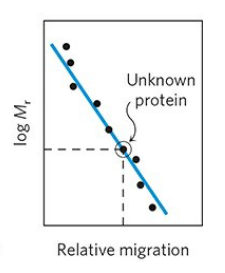 Unknown
protein
log Mr
Relative migration